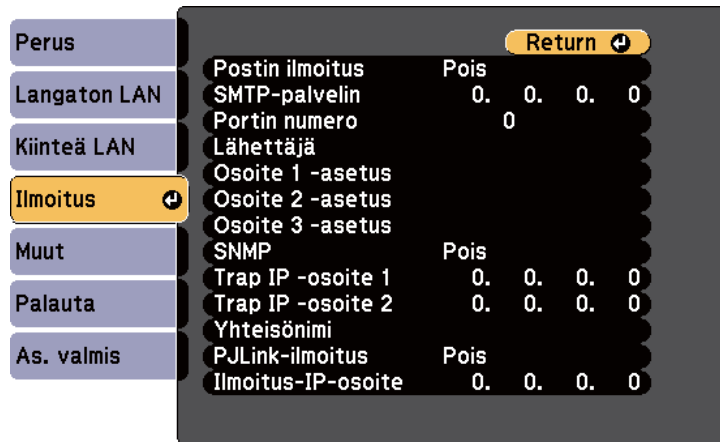 Perus
Langaton LAN
Kiinteä LAN
Ilmoitus
Muut
Palauta
As. valmis
Return
Postin ilmoitus Pois
SMTP-palvelin 0. 0. 0. 0
Portin numero 0
Lähettäjä
Osoite 1 -asetus
Osoite 2 -asetus
Osoite 3 -asetus
SNMP Pois
Trap IP -osoite 1 0. 0. 0. 0
Trap IP -osoite 2 0. 0. 0. 0
Yhteisönimi
PJLink-ilmoitus Pois
Ilmoitus-IP-osoite 0. 0. 0. 0